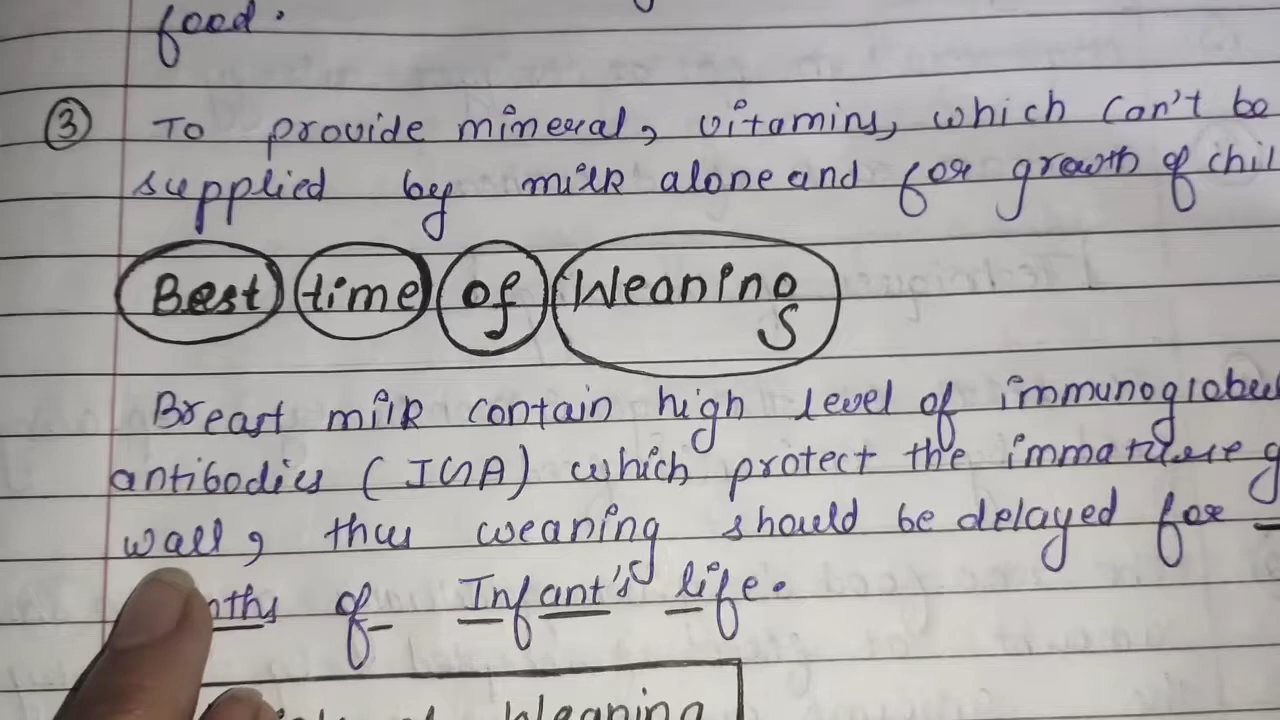 food.
③ To provide mineral, vitamins, which can't be
supplied by milk alone and for growth of chil
Best time of Weaning
Breast milk contain high level of immunoglobu
antibodies (IGA) which protect the immature g
wall, thus weaning should be delayed for
nths of Infant's life.
Weaning